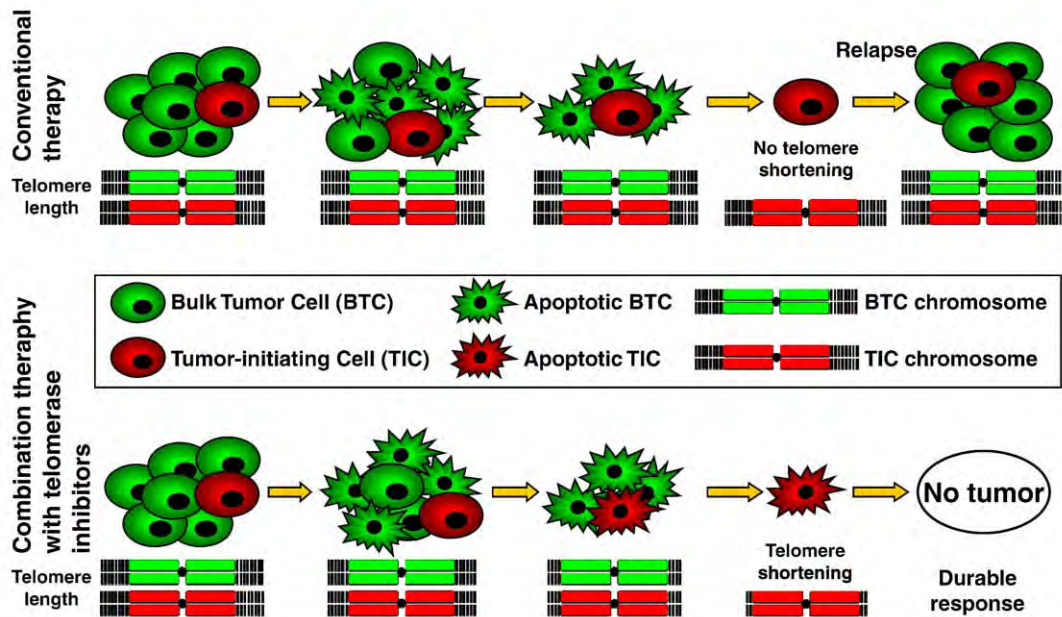 Conventional
therapy
Relapse
No telomere
shortening
Telomere
length
Bulk Tumor Cell (BTC)
Apoptotic BTC
BTC chromosome
Tumor-initiating Cell (TIC)
Apoptotic TIC
TIC chromosome
Combination theraphy
with telomerase
inhibitors
No tumor
Telomere
shortening
Durable
response
Telomere
length